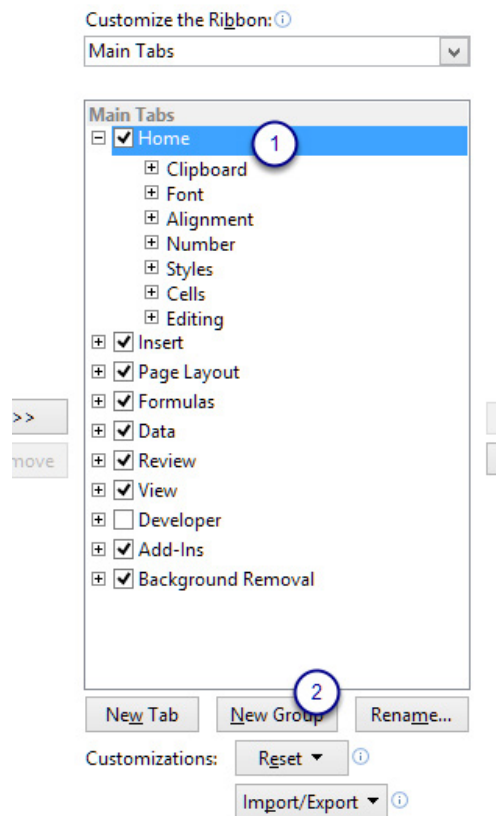 Customize the Ribbon:
Main Tabs
Main Tabs
Home
1
Clipboard
Font
Alignment
Number
Styles
Cells
Editing
Insert
Page Layout
Formulas
>>
Data
move
Review
View
Developer
Add-Ins
Background Removal
2
New Tab New Group Rename...
Customizations: Reset
Import/Export